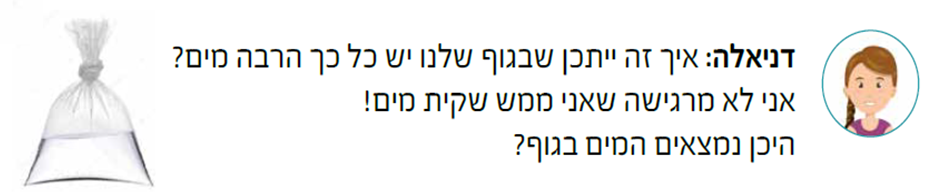 דניאלה: איך זה ייתכן שבגוף שלנו יש כל כך הרבה מים?
אני לא מרגישה שאני ממש שקית מים!
היכן נמצאים המים בגוף?